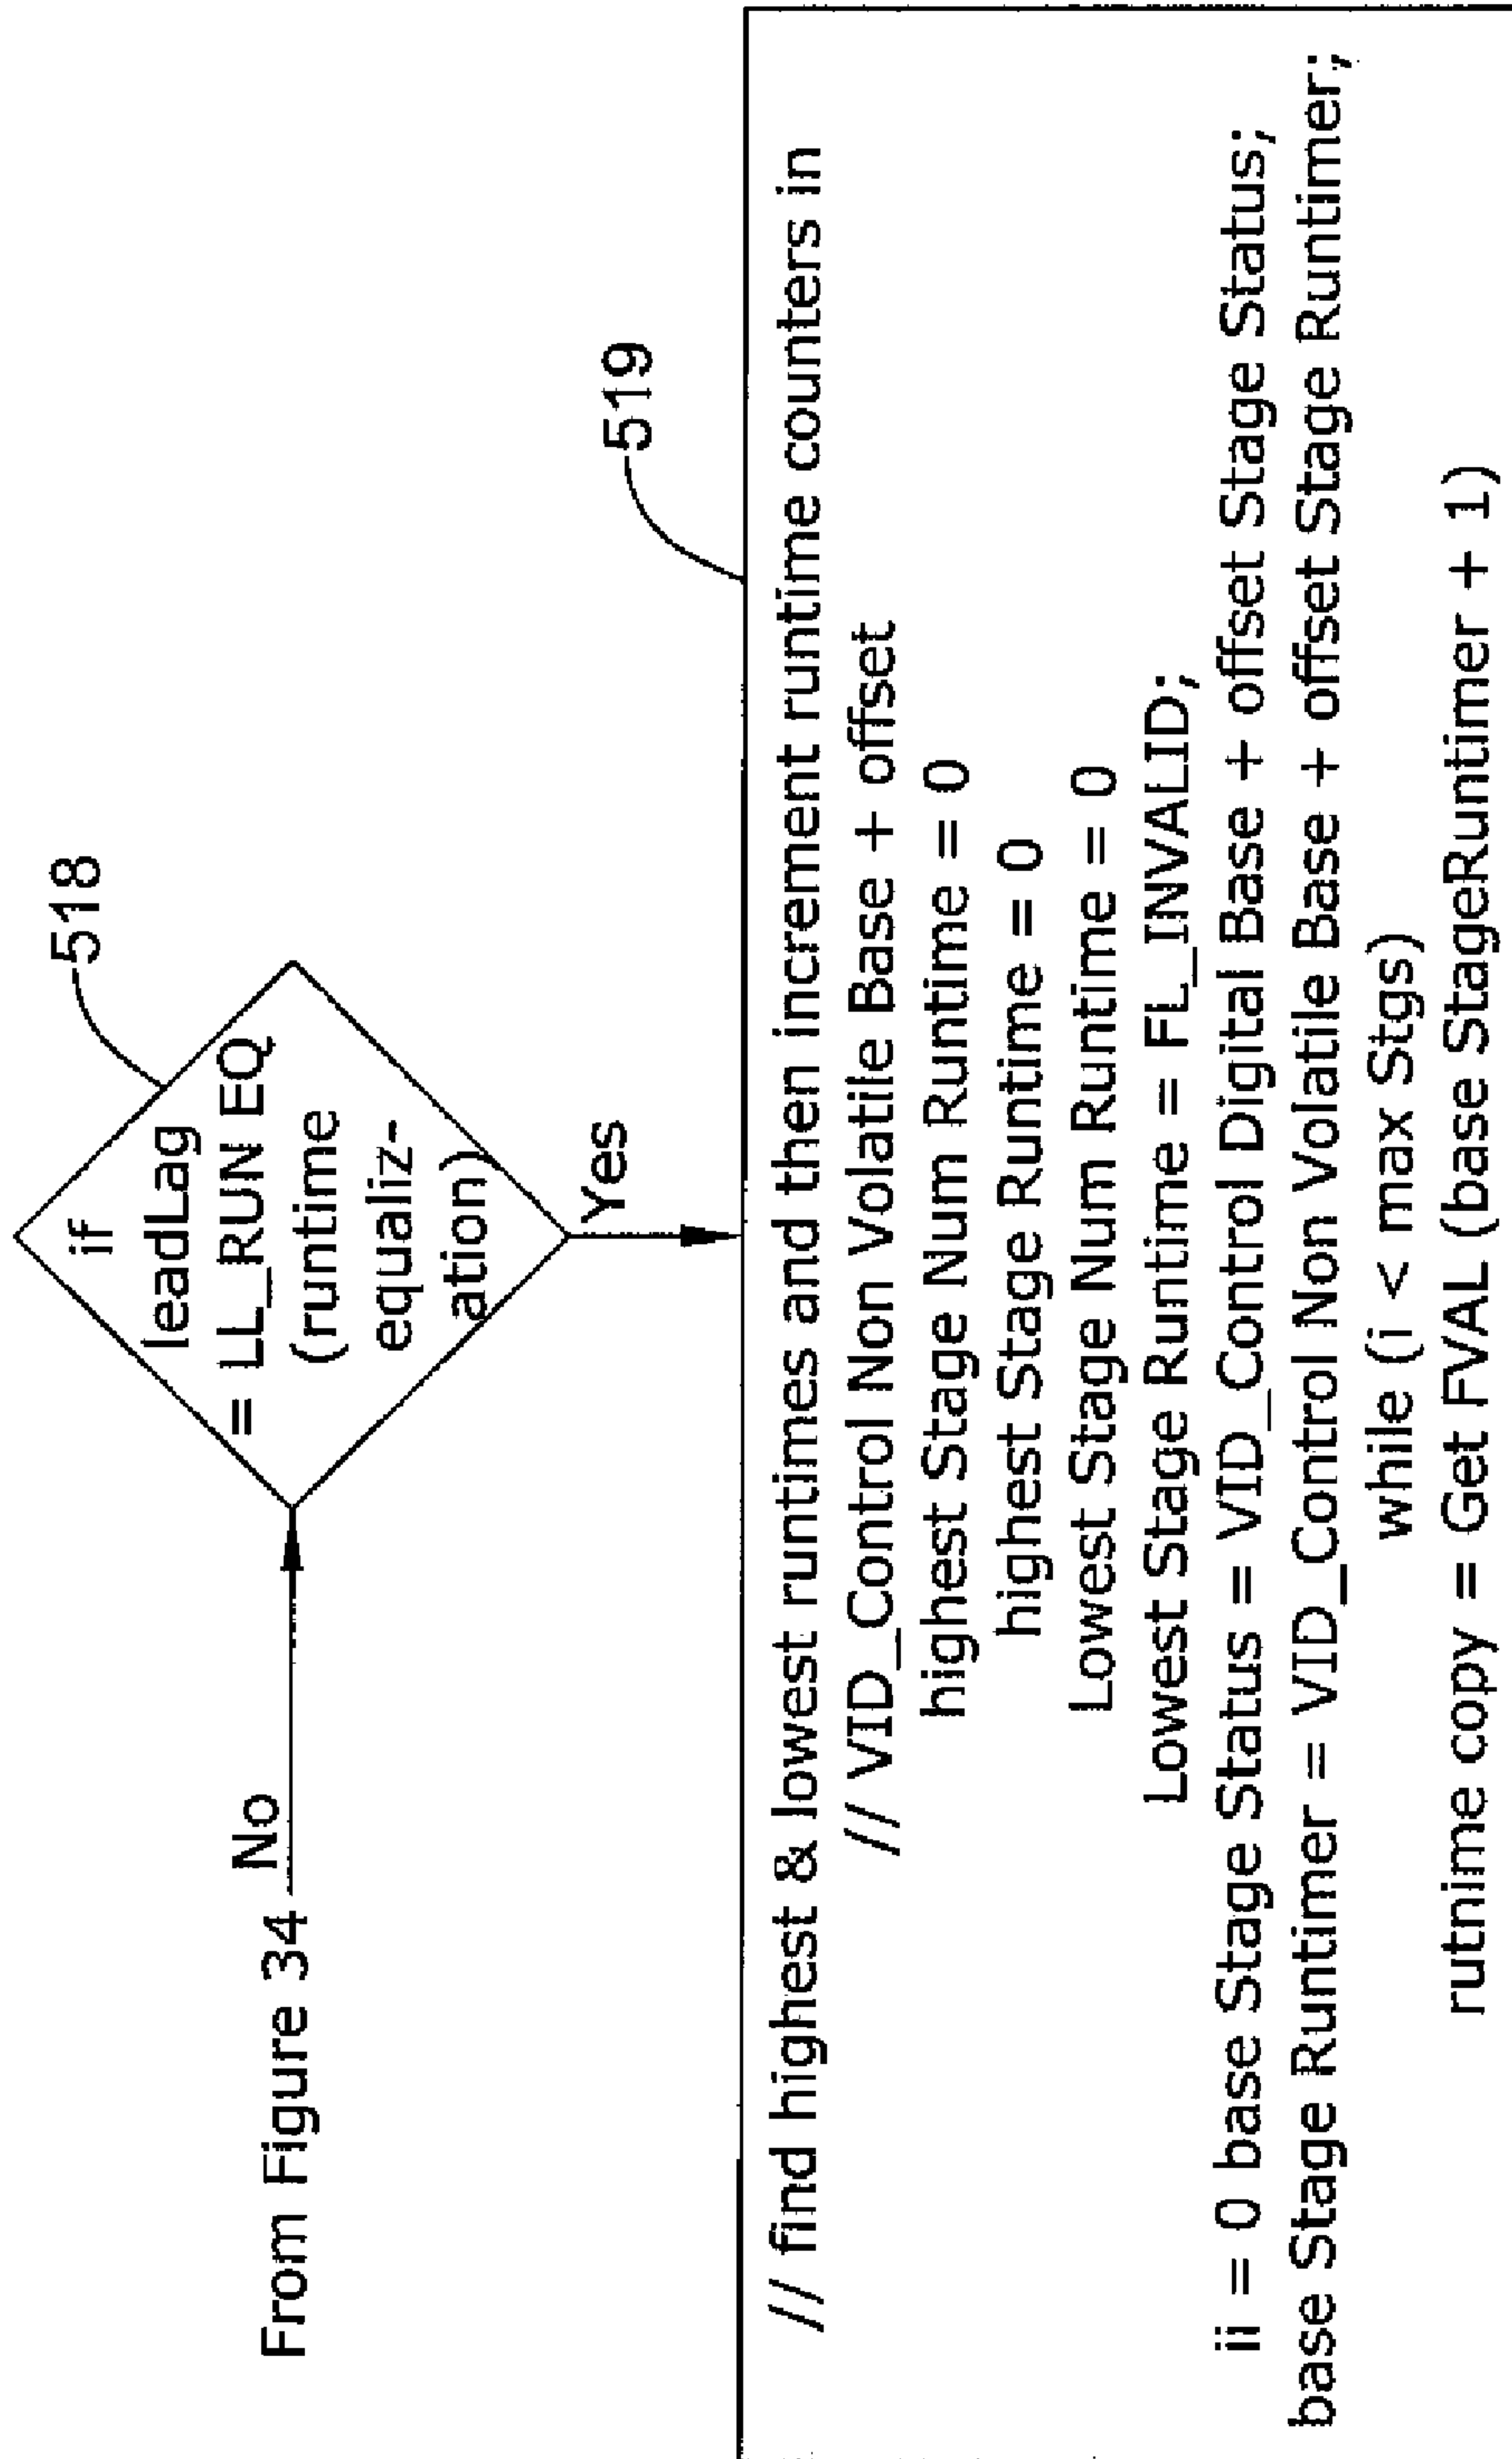 From Figure 34
No
if
leadLag
= LL_RUN EQ
(runtime
equaliz-
ation)
518
Yes
519
// find highest & lowest runtimes and then increment runtime counters in
// VID_Control Non Volatile Base + offset
highest Stage Num Runtime = 0
highest Stage Runtime = 0
Lowest Stage Num Runtime = 0
Lowest Stage Runtime = FL_INVALID;
ii = 0 base Stage Status = VID_Control Digital Base + offset Stage Status;
base Stage Runtimer = VID_Control Non Volatile Base + offset Stage Runtimer;
while (i < max Stgs)
rutnime copy = Get FVAL (base StageRuntimer + 1)